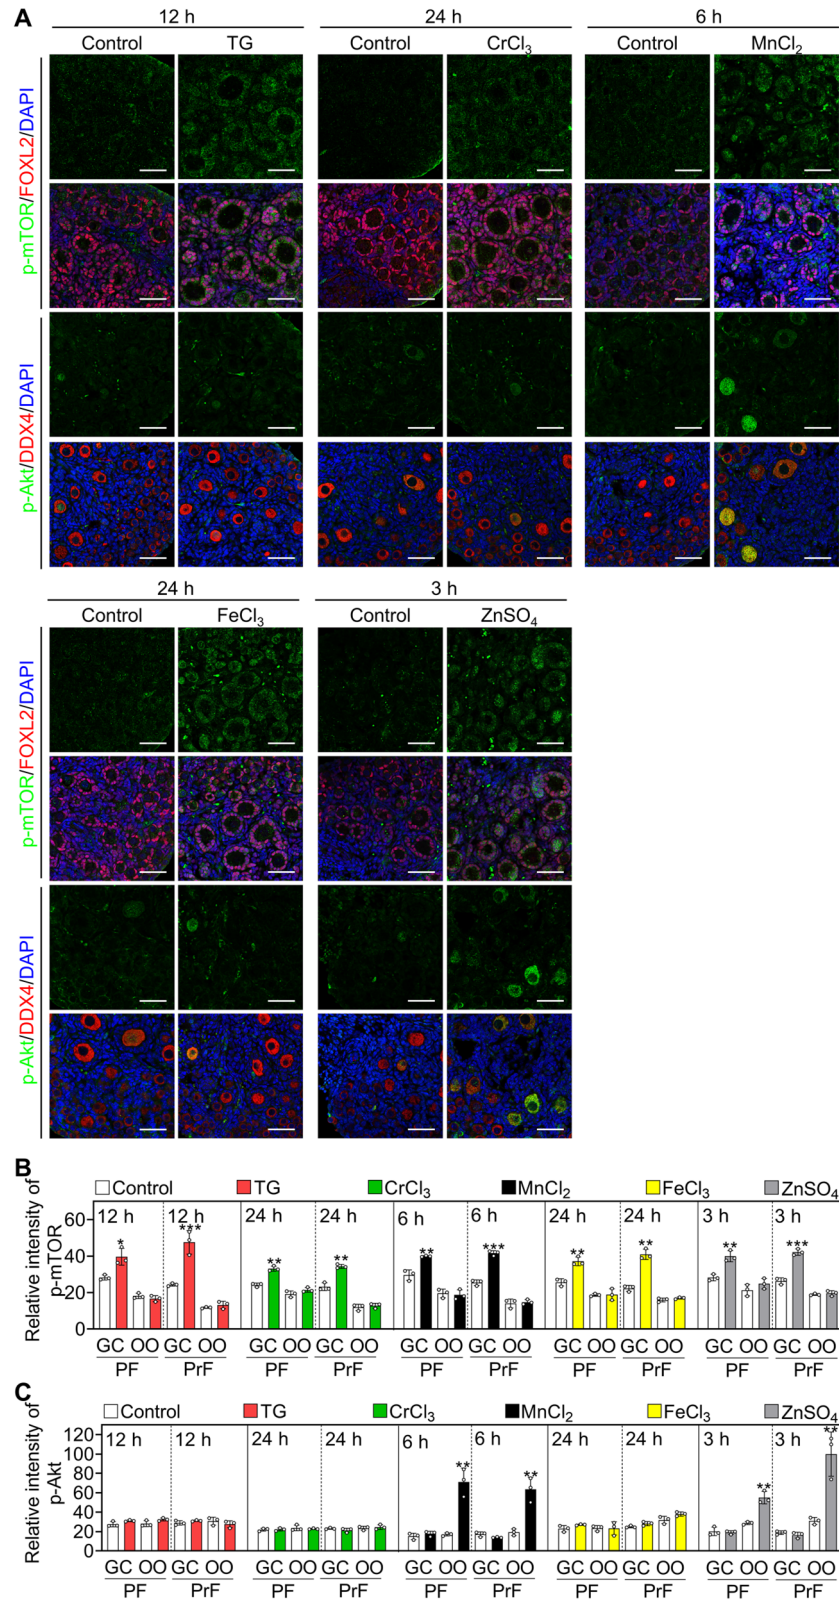 A
12 h 24 h 6 h
Control TG Control CrCl₃ Control MnCl₂
p-mTOR/FOXL2/DAPI
p-Akt/DDX4/DAPI
24 h 3 h
Control FeCl₃ Control ZnSO₄
p-mTOR/FOXL2/DAPI
p-Akt/DDX4/DAPI
B
Control TG CrCl₃ MnCl₂ FeCl₃ ZnSO₄
Relative intensity of
p-mTOR
60
40
20
0
12 h 12 h 24 h 24 h 6 h 6 h 24 h 24 h 3 h 3 h
* *** ** ** ** *** ** ** ** ***
GC OO GC OO GC OO GC OO GC OO GC OO GC OO GC OO GC OO GC OO
PF PrF PF PrF PF PrF PF PrF PF PrF
C
Control TG CrCl₃ MnCl₂ FeCl₃ ZnSO₄
Relative intensity of
p-Akt
120
100
80
60
40
20
0
12 h 12 h 24 h 24 h 6 h 6 h 24 h 24 h 3 h 3 h
** ** ** **
GC OO GC OO GC OO GC OO GC OO GC OO GC OO GC OO GC OO GC OO
PF PrF PF PrF PF PrF PF PrF PF PrF